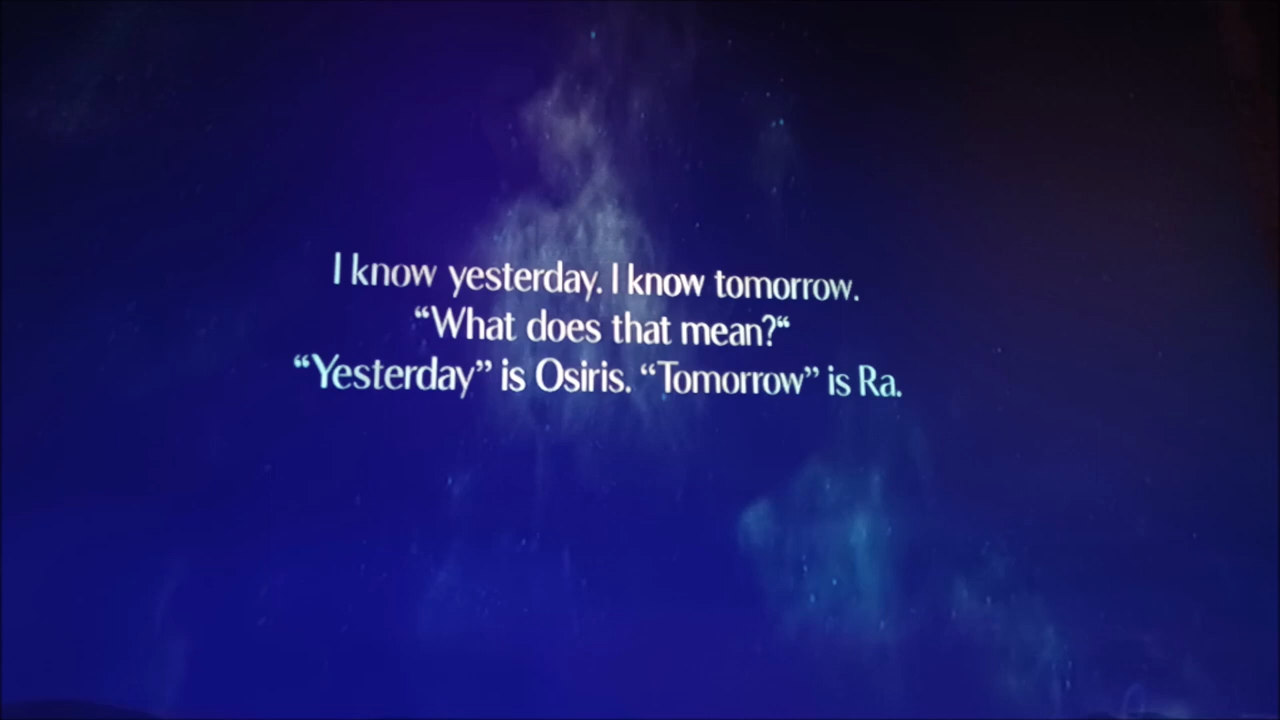 I know yesterday. I know tomorrow.
“What does that mean?“
“Yesterday” is Osiris. “Tomorrow” is Ra.